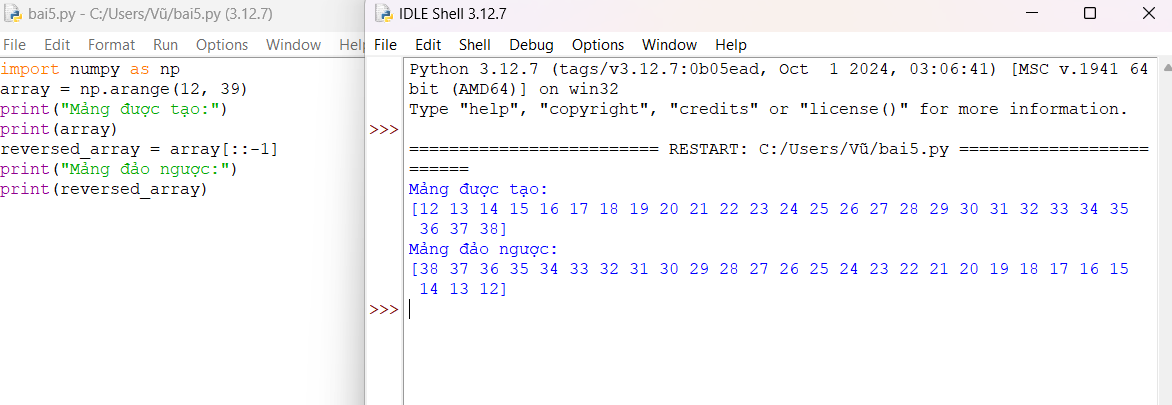 bai5.py - C:/Users/Vũ/bai5.py (3.12.7)
File Edit Format Run Options Window Help
import numpy as np
array = np.arange(12, 39)
print("Mảng được tạo:")
print(array)
reversed_array = array[::-1]
print("Mảng đảo ngược:")
print(reversed_array)
IDLE Shell 3.12.7
File Edit Shell Debug Options Window Help
Python 3.12.7 (tags/v3.12.7:0b05ead, Oct  1 2024, 03:06:41) [MSC v.1941 64
bit (AMD64)] on win32
Type "help", "copyright", "credits" or "license()" for more information.
>>>
========================= RESTART: C:/Users/Vũ/bai5.py ===================
======
Mảng được tạo:
[12 13 14 15 16 17 18 19 20 21 22 23 24 25 26 27 28 29 30 31 32 33 34 35
 36 37 38]
Mảng đảo ngược:
[38 37 36 35 34 33 32 31 30 29 28 27 26 25 24 23 22 21 20 19 18 17 16 15
 14 13 12]
>>>